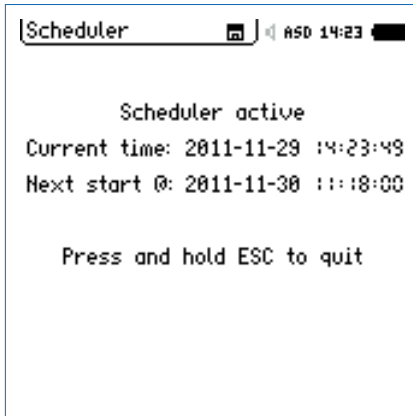 Scheduler ASD 14:23
Scheduler active
Current time: 2011-11-29 14:23:49
Next start @: 2011-11-30 11:18:00
Press and hold ESC to quit